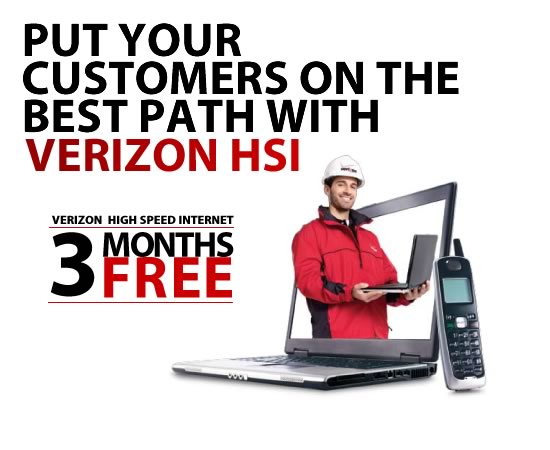 PUT YOUR
CUSTOMERS ON THE
BEST PATH WITH
VERIZON HSI
VERIZON HIGH SPEED INTERNET
3 MONTHS
FREE